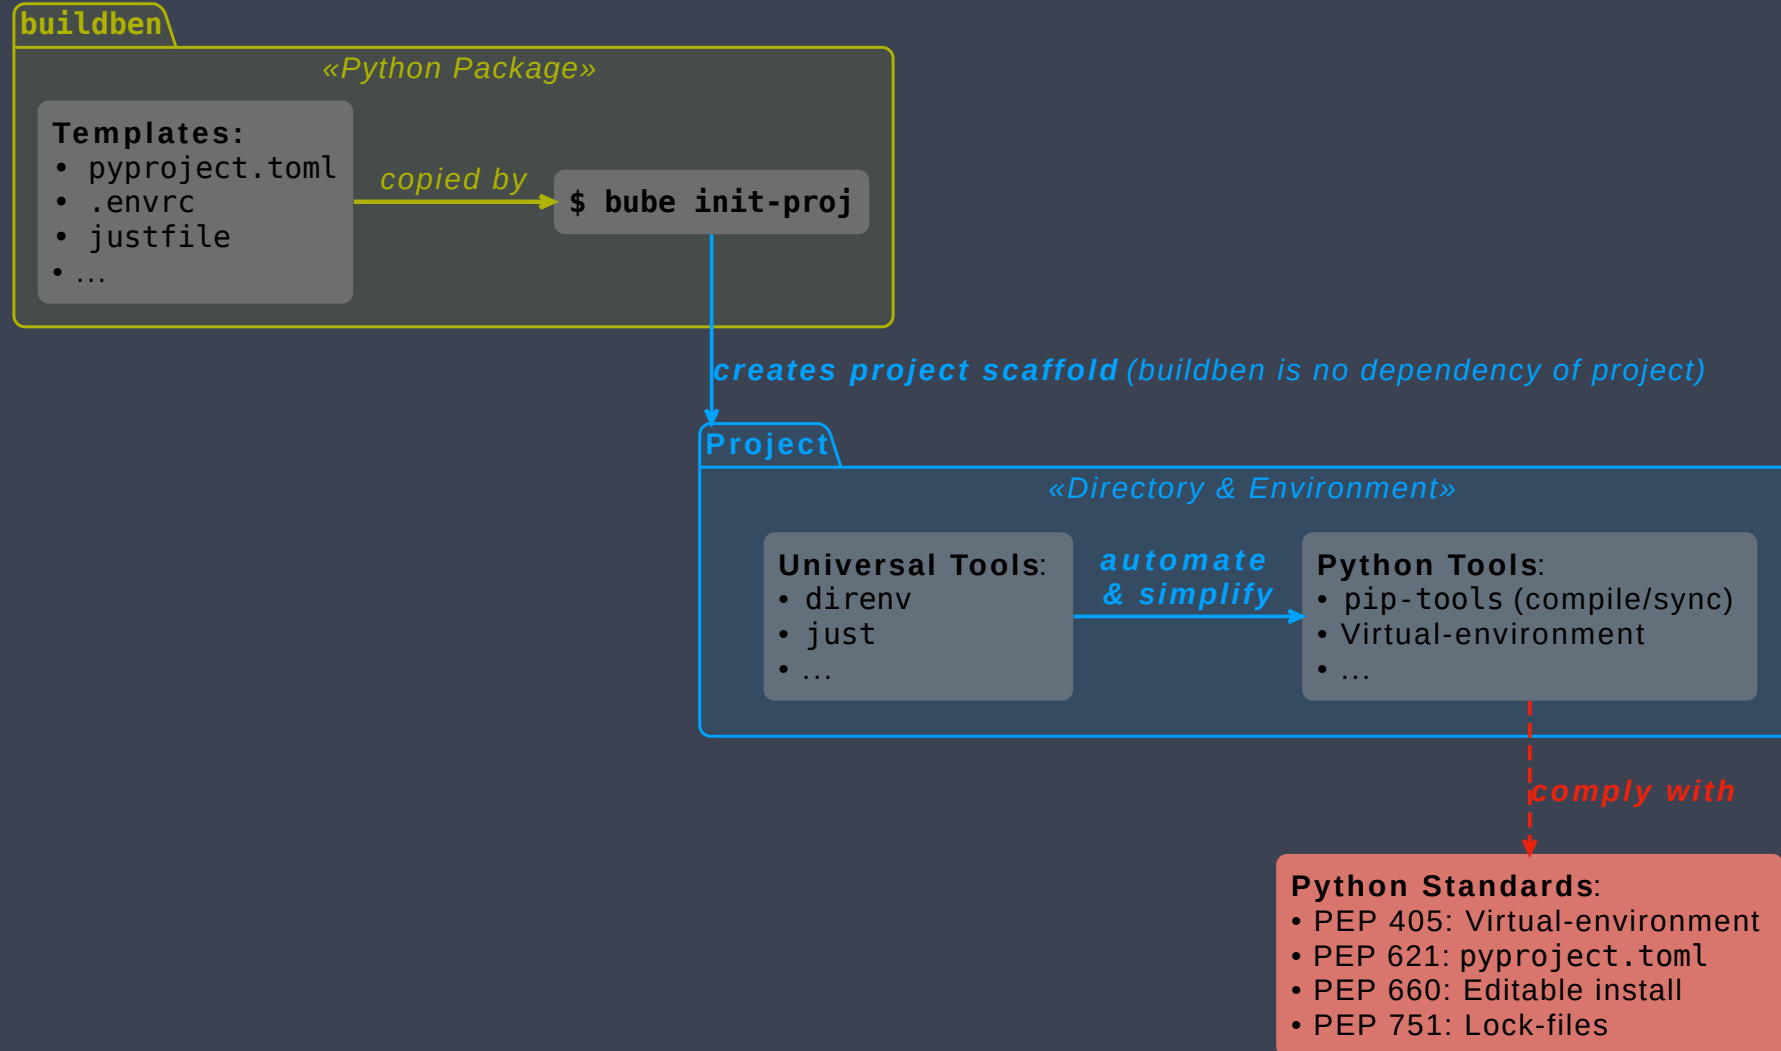 buildben
«Python Package»
Templates:
• pyproject.toml
• .envrc
• justfile
• ...
copied by
$ bube init-proj
creates project scaffold (buildben is no dependency of project)
Project
«Directory & Environment»
Universal Tools:
• direnv
• just
• ...
automate
& simplify
Python Tools:
• pip-tools (compile/sync)
• Virtual-environment
• ...
comply with
Python Standards:
• PEP 405: Virtual-environment
• PEP 621: pyproject.toml
• PEP 660: Editable install
• PEP 751: Lock-files